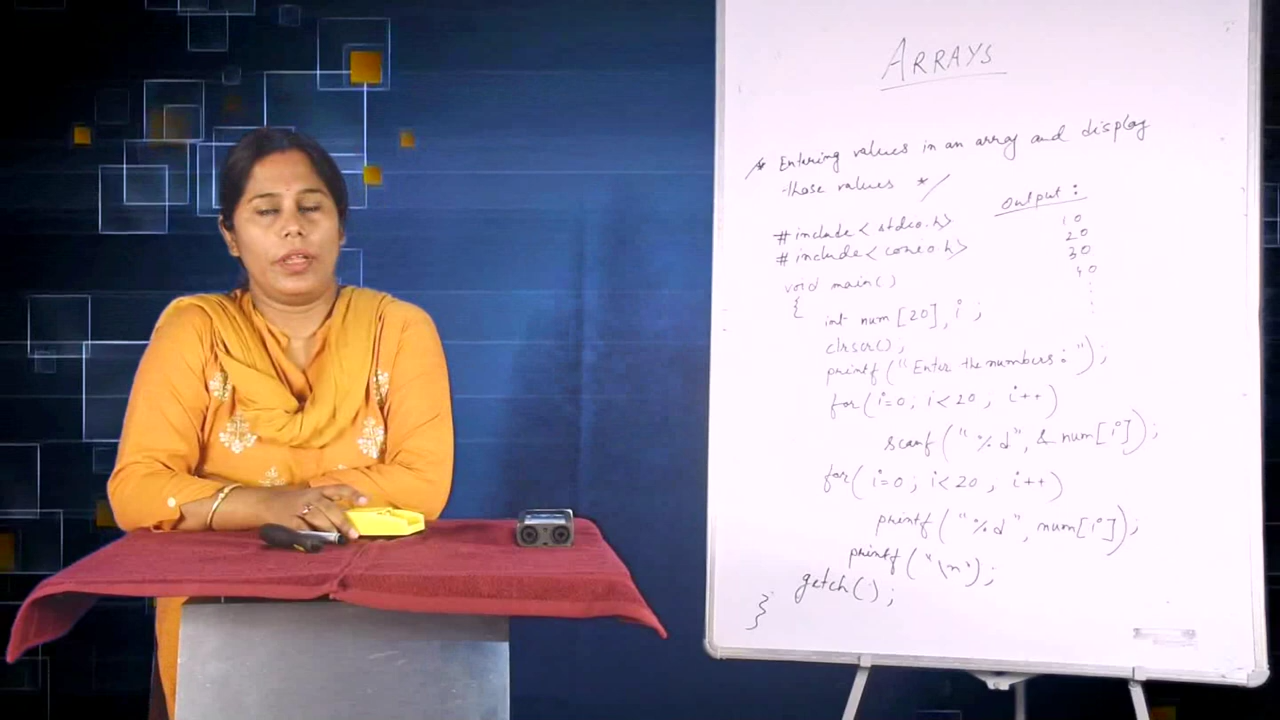 ARRAYS
/* Entering values in an array and display
those values */
Output :
#include< stdio.h>
10
#include< conio.h>
20
30
void main()
40
{
int num [20], i ;
clrscr();
printf ("Enter the numbers : ");
for(i=0; i<20 , i++)
scanf ("%d", & num[i]);
for(i=0; i<20 , i++)
printf ("%d", num[i]);
printf ("\n");
getch();
}